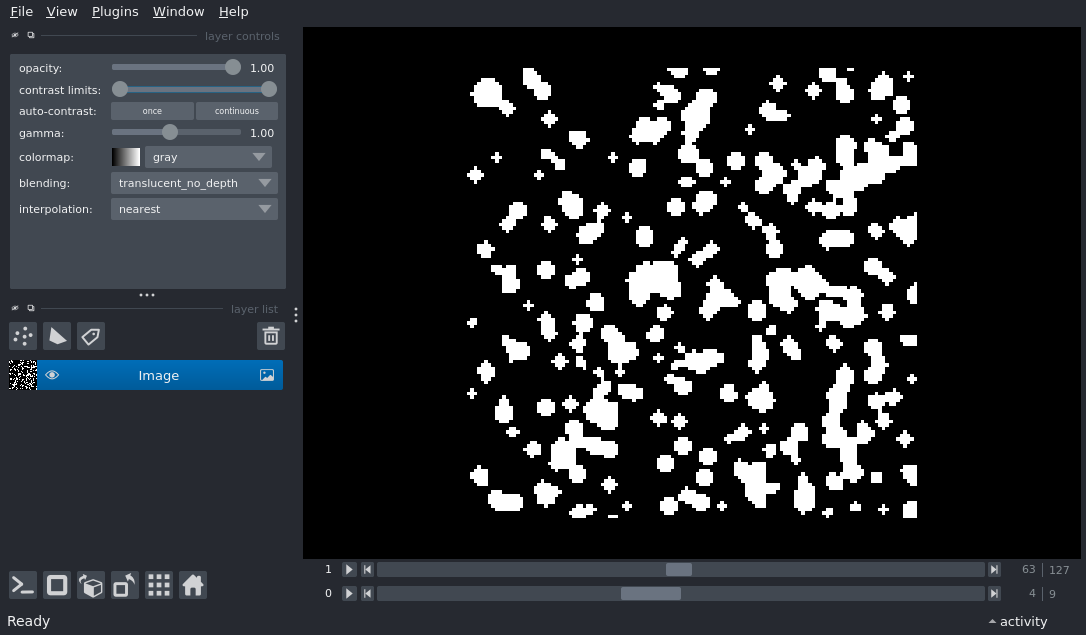 File View Plugins Window Help
layer controls
opacity: 1.00
contrast limits:
auto-contrast: once continuous
gamma: 1.00
colormap: gray
blending: translucent_no_depth
interpolation: nearest
layer list
Image
1 63 127
0 4 9
Ready activity